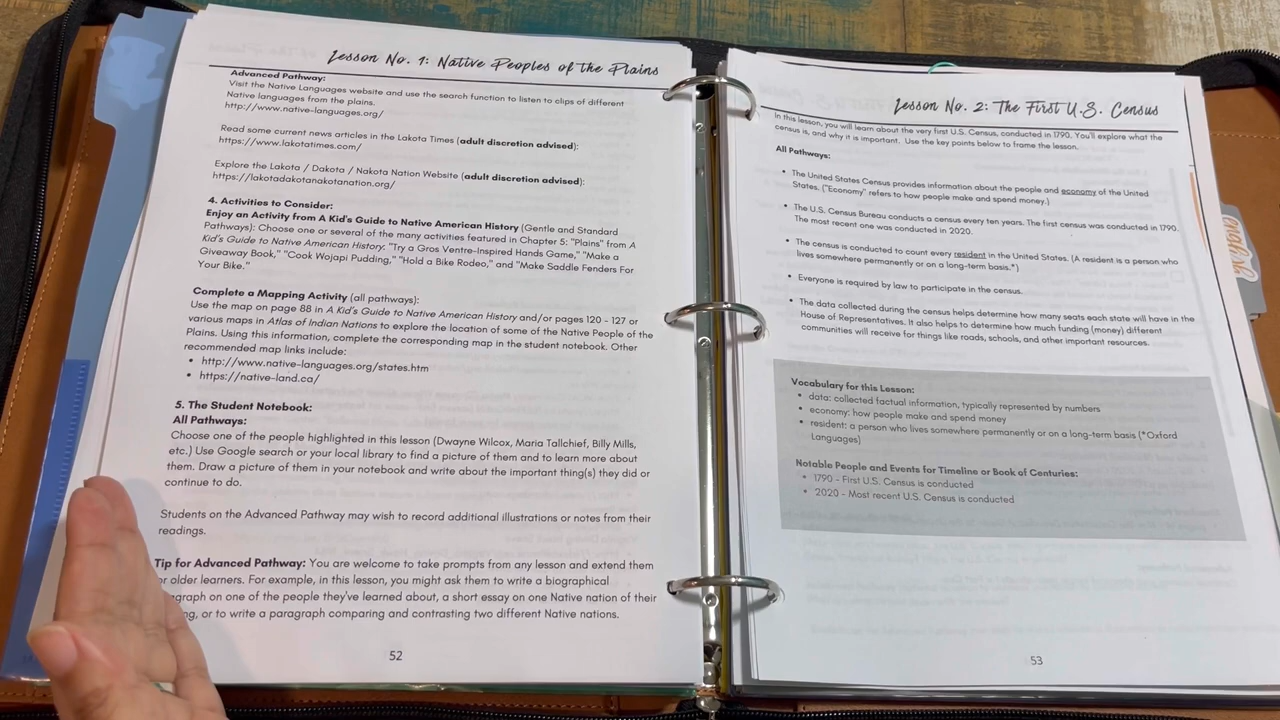 Lesson No. 1: Native Peoples of the Plains
Advanced Pathway:
Visit the Native Languages website and use the search function to listen to clips of different
Native languages from the plains.
http://www.native-languages.org/
Read some current news articles in the Lakota Times (adult discretion advised):
https://www.lakotatimes.com/
Explore the Lakota / Dakota / Nakota Nation Website (adult discretion advised):
https://lakotadakotanakotanation.org/
4. Activities to Consider:
Enjoy an Activity from A Kid's Guide to Native American History (Gentle and Standard
Pathways): Choose one or several of the many activities featured in Chapter 5: "Plains" from A
Kid's Guide to Native American History: "Try a Gros Ventre-Inspired Hands Game," "Make a
Giveaway Book," "Cook Wojapi Pudding," "Hold a Bike Rodeo," and "Make Saddle Fenders For
Your Bike."
Complete a Mapping Activity (all pathways):
Use the map on page 88 in A Kid's Guide to Native American History and/or pages 120 - 127 or
various maps in Atlas of Indian Nations to explore the location of some of the Native People of the
Plains. Using this information, complete the corresponding map in the student notebook. Other
recommended map links include:
• http://www.native-languages.org/states.htm
• https://native-land.ca/
5. The Student Notebook:
All Pathways:
Choose one of the people highlighted in this lesson (Dwayne Wilcox, Maria Tallchief, Billy Mills,
etc.) Use Google search or your local library to find a picture of them and to learn more about
them. Draw a picture of them in your notebook and write about the important thing(s) they did or
continue to do.
Students on the Advanced Pathway may wish to record additional illustrations or notes from their
readings.
Tip for Advanced Pathway: You are welcome to take prompts from any lesson and extend them
older learners. For example, in this lesson, you might ask them to write a biographical
on one of the people they've learned about, a short essay on one Native nation of their
or to write a paragraph comparing and contrasting two different Native nations.
52
Lesson No. 2: The First U.S. Census
In this lesson, you will learn about the very first U.S. Census, conducted in 1790. You'll explore what the
census is, and why it is important. Use the key points below to frame the lesson.
All Pathways:
• The United States Census provides information about the people and economy of the United
States. ("Economy" refers to how people make and spend money.)
• The U.S. Census Bureau conducts a census every ten years. The first census was conducted in 1790.
The most recent one was conducted in 2020.
• The census is conducted to count every resident in the United States. (A resident is a person who
lives somewhere permanently or on a long-term basis.*)
• Everyone is required by law to participate in the census.
• The data collected during the census helps determine how many seats each state will have in the
House of Representatives. It also helps to determine how much funding (money) different
communities will receive for things like roads, schools, and other important resources.
Vocabulary for this Lesson:
• data: collected factual information, typically represented by numbers
• economy: how people make and spend money
• resident: a person who lives somewhere permanently or on a long-term basis (*Oxford
Languages)
Notable People and Events for Timeline or Book of Centuries:
• 1790 - First U.S. Census is conducted
• 2020 - Most recent U.S. Census is conducted
53